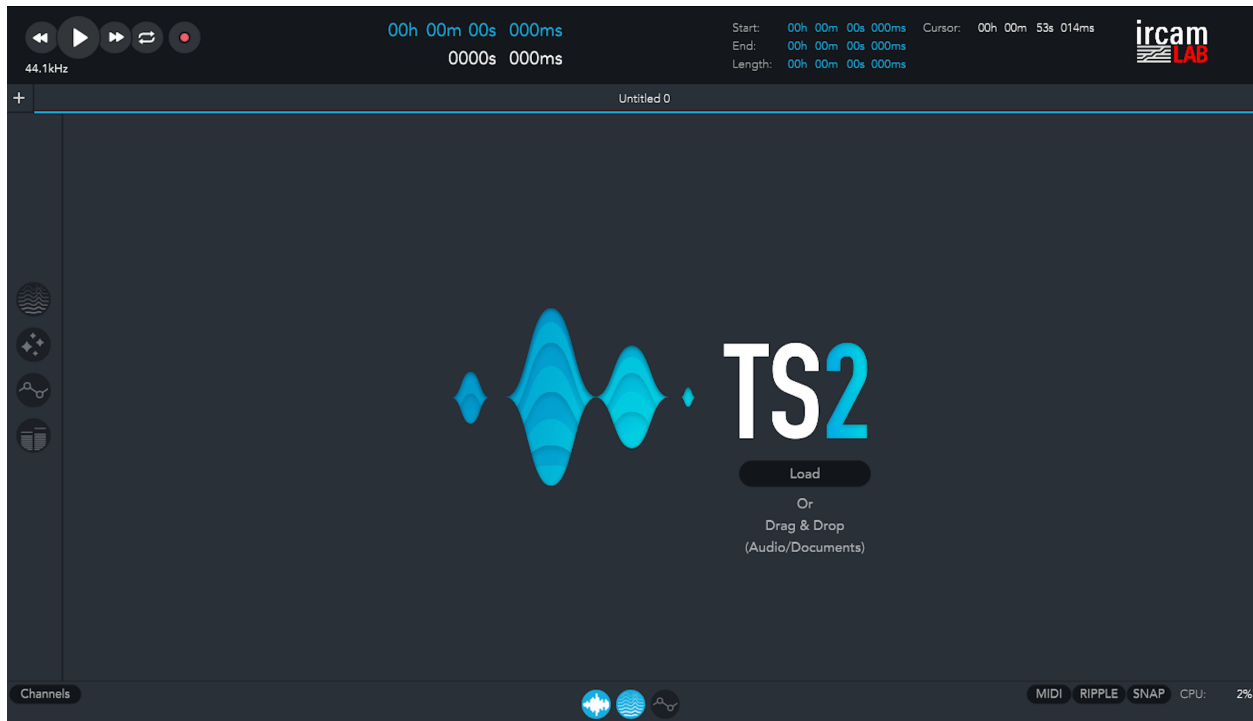 44.1kHz
00h 00m 00s 000ms
0000s 000ms
Start: 00h 00m 00s 000ms Cursor: 00h 00m 53s 014ms
End: 00h 00m 00s 000ms
Length: 00h 00m 00s 000ms
ircam
LAB
+ Untitled 0
TS2
Load
Or
Drag & Drop
(Audio/Documents)
Channels
MIDI RIPPLE SNAP CPU: 2%